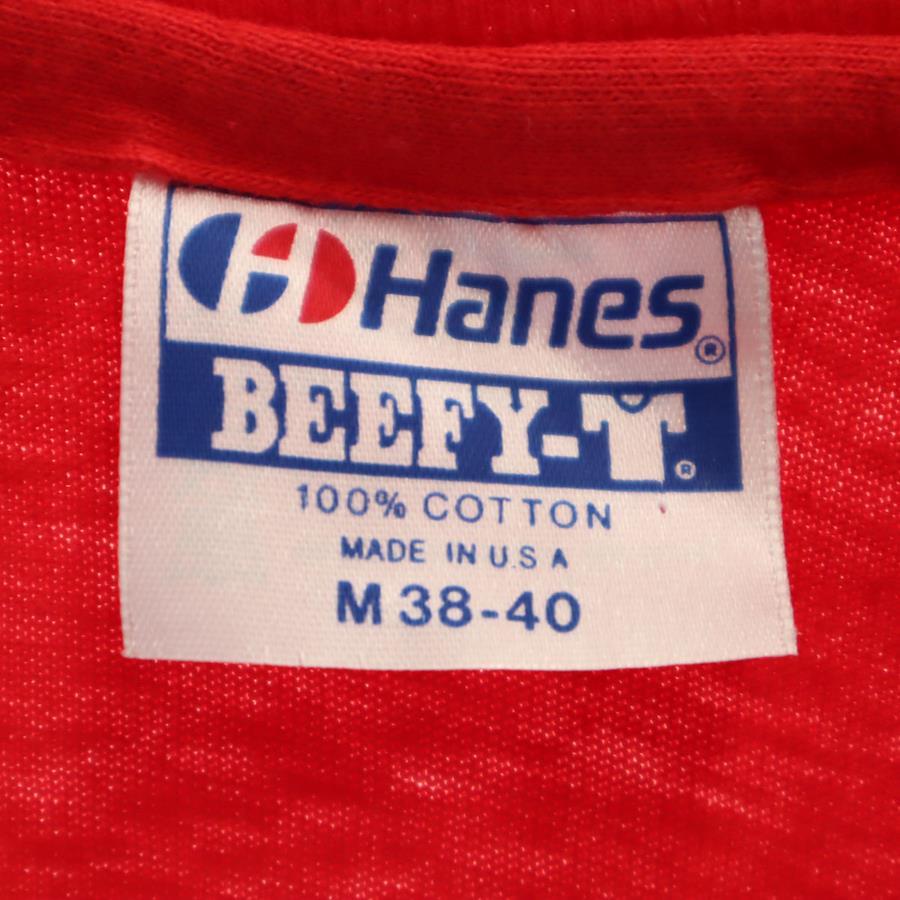 Hanes®
BEEFY-T®
100% COTTON
MADE IN U.S A
M 38-40